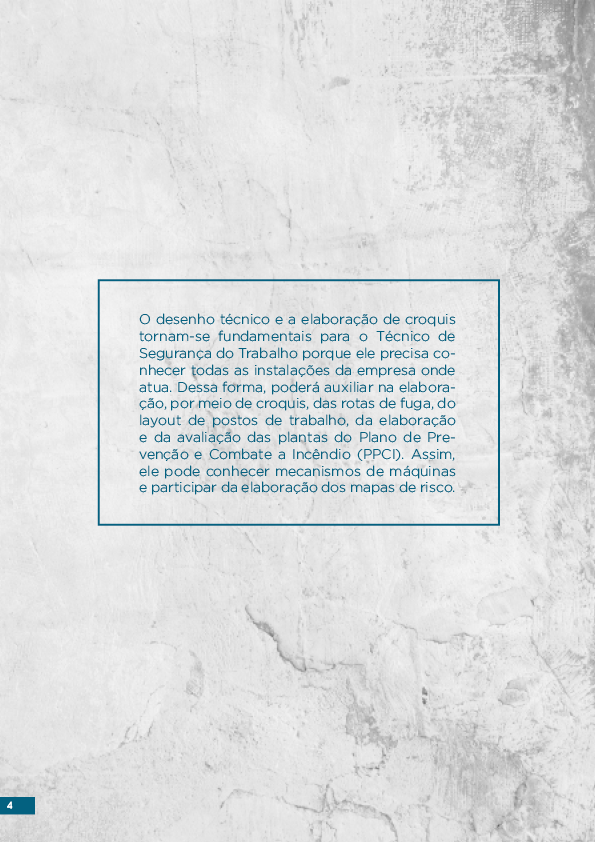 O desenho técnico e a elaboração de croquis
tornam-se fundamentais para o Técnico de
Segurança do Trabalho porque ele precisa co-
nhecer todas as instalações da empresa onde
atua. Dessa forma, poderá auxiliar na elabora-
ção, por meio de croquis, das rotas de fuga, do
layout de postos de trabalho, da elaboração
e da avaliação das plantas do Plano de Pre-
venção e Combate a Incêndio (PPCI). Assim,
ele pode conhecer mecanismos de máquinas
e participar da elaboração dos mapas de risco.
4